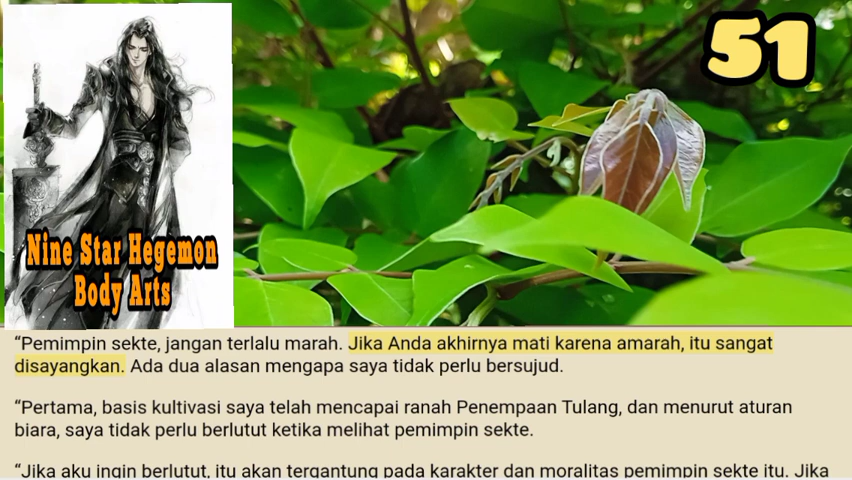 51
Nine Star Hegemon
Body Arts
“Pemimpin sekte, jangan terlalu marah. Jika Anda akhirnya mati karena amarah, itu sangat
disayangkan. Ada dua alasan mengapa saya tidak perlu bersujud.
“Pertama, basis kultivasi saya telah mencapai ranah Penempaan Tulang, dan menurut aturan
biara, saya tidak perlu berlutut ketika melihat pemimpin sekte.
“Jika aku ingin berlutut, itu akan tergantung pada karakter dan moralitas pemimpin sekte itu. Jika